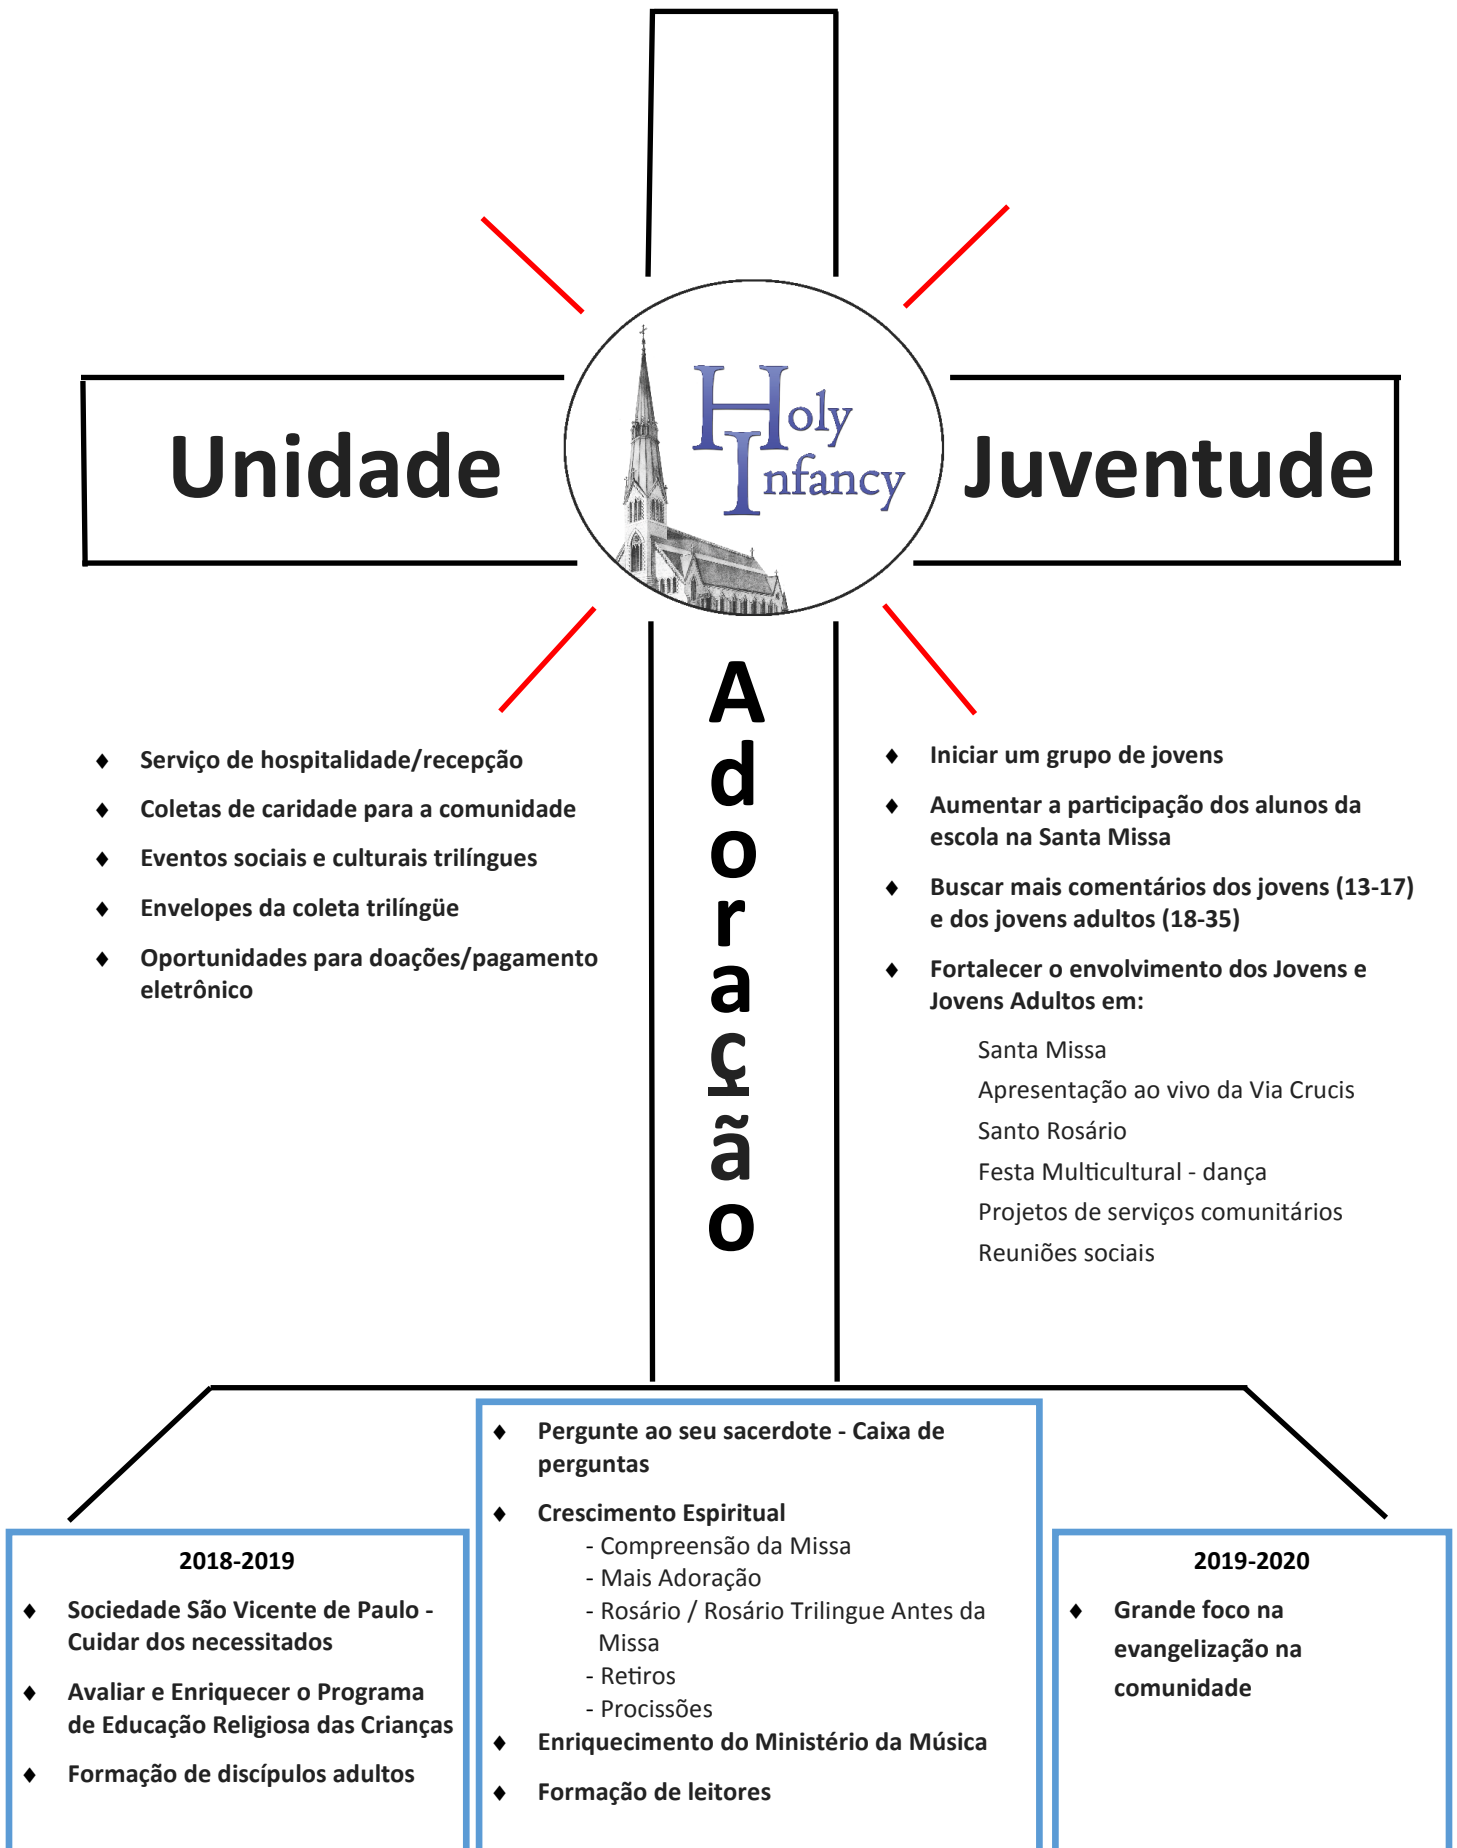 Holy
Infancy
Unidade
Juventude
Adoração
♦ Serviço de hospitalidade/recepção
♦ Coletas de caridade para a comunidade
♦ Eventos sociais e culturais trilíngues
♦ Envelopes da coleta trilíngüe
♦ Oportunidades para doações/pagamento
eletrônico
♦ Iniciar um grupo de jovens
♦ Aumentar a participação dos alunos da
escola na Santa Missa
♦ Buscar mais comentários dos jovens (13-17)
e dos jovens adultos (18-35)
♦ Fortalecer o envolvimento dos Jovens e
Jovens Adultos em:
Santa Missa
Apresentação ao vivo da Via Crucis
Santo Rosário
Festa Multicultural - dança
Projetos de serviços comunitários
Reuniões sociais
2018-2019
♦ Sociedade São Vicente de Paulo -
Cuidar dos necessitados
♦ Avaliar e Enriquecer o Programa
de Educação Religiosa das Crianças
♦ Formação de discípulos adultos
♦ Pergunte ao seu sacerdote - Caixa de
perguntas
♦ Crescimento Espiritual
- Compreensão da Missa
- Mais Adoração
- Rosário / Rosário Trilingue Antes da
Missa
- Retiros
- Procissões
♦ Enriquecimento do Ministério da Música
♦ Formação de leitores
2019-2020
♦ Grande foco na
evangelização na
comunidade